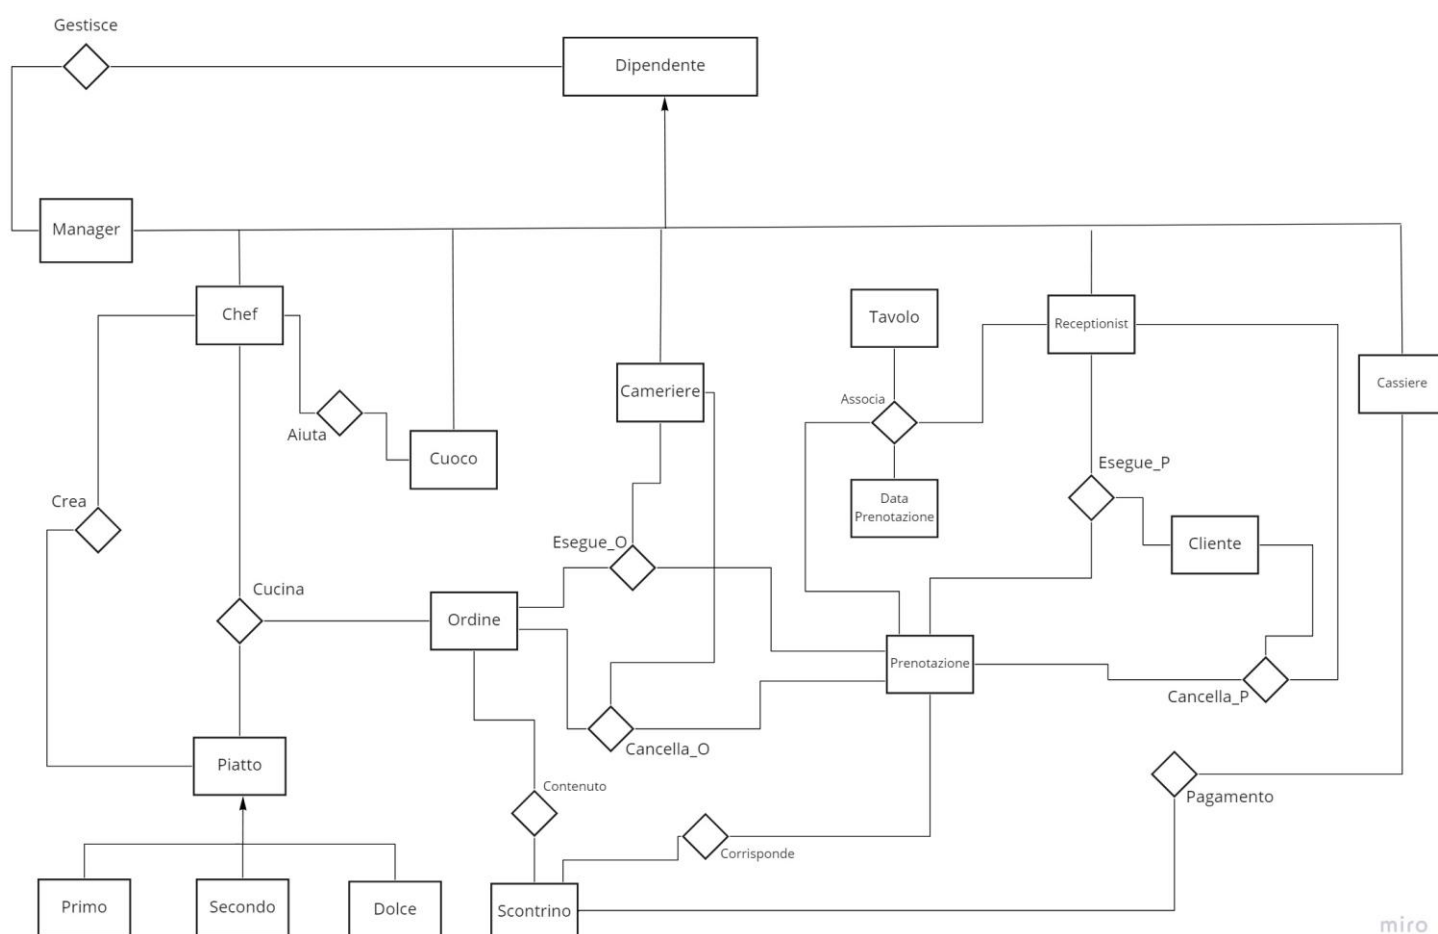 Gestisce
Dipendente
Manager
Chef
Tavolo
Receptionist
Cassiere
Cameriere
Associa
Aiuta
Cuoco
Esegue_P
Crea
Data
Prenotazione
Cliente
Esegue_O
Cucina
Ordine
Prenotazione
Cancella_P
Cancella_O
Piatto
Contenuto
Pagamento
Corrisponde
Primo
Secondo
Dolce
Scontrino
miro